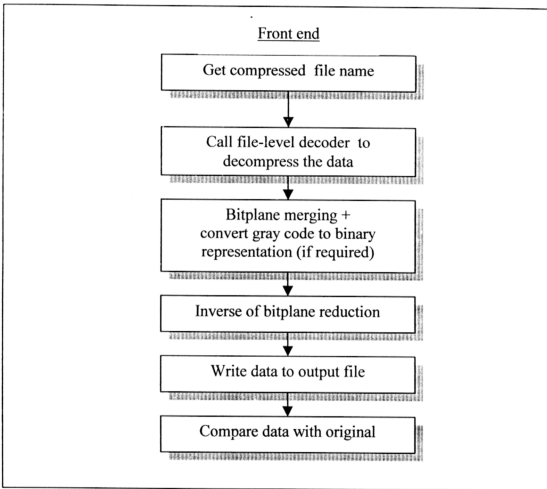 Front end
Get compressed file name
Call file-level decoder to
decompress the data
Bitplane merging +
convert gray code to binary
representation (if required)
Inverse of bitplane reduction
Write data to output file
Compare data with original